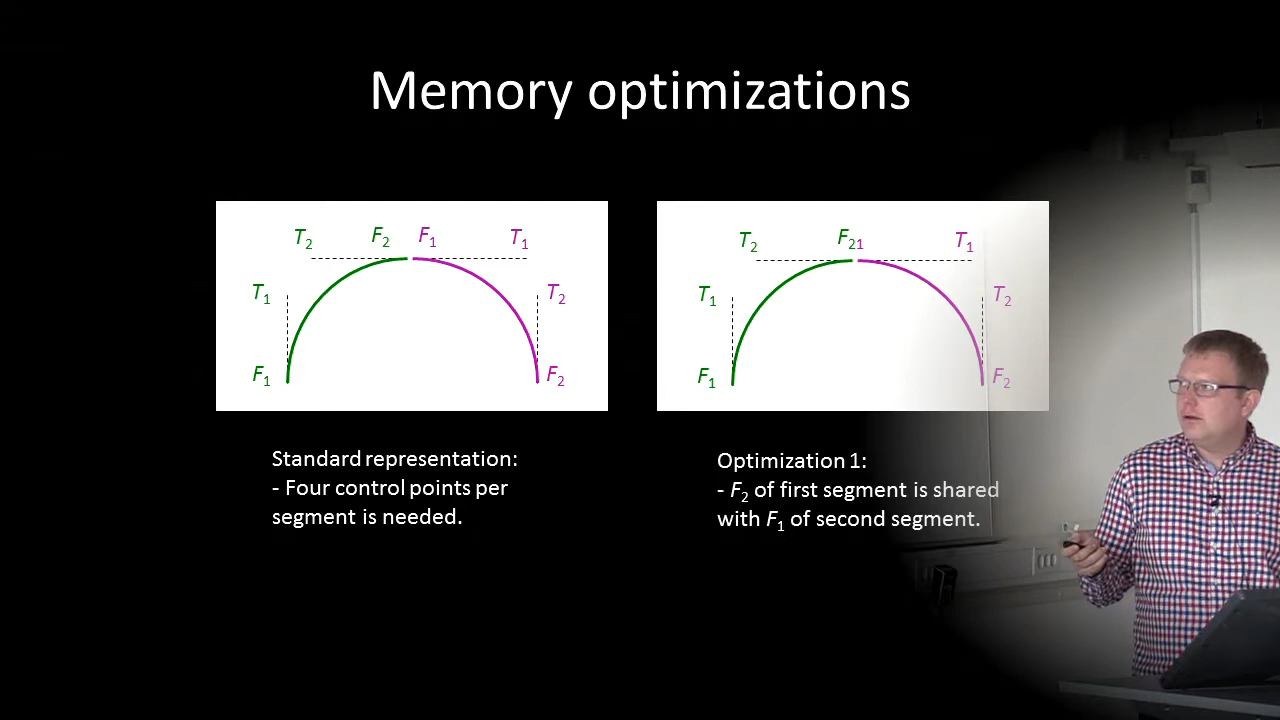 Memory optimizations
T₂ F₂ F₁ T₁
T₁ T₂
F₁ F₂
T₂ F₂₁ T₁
T₁ T₂
F₁ F₂
Standard representation:
- Four control points per
segment is needed.
Optimization 1:
- F₂ of first segment is shared
with F₁ of second segment.